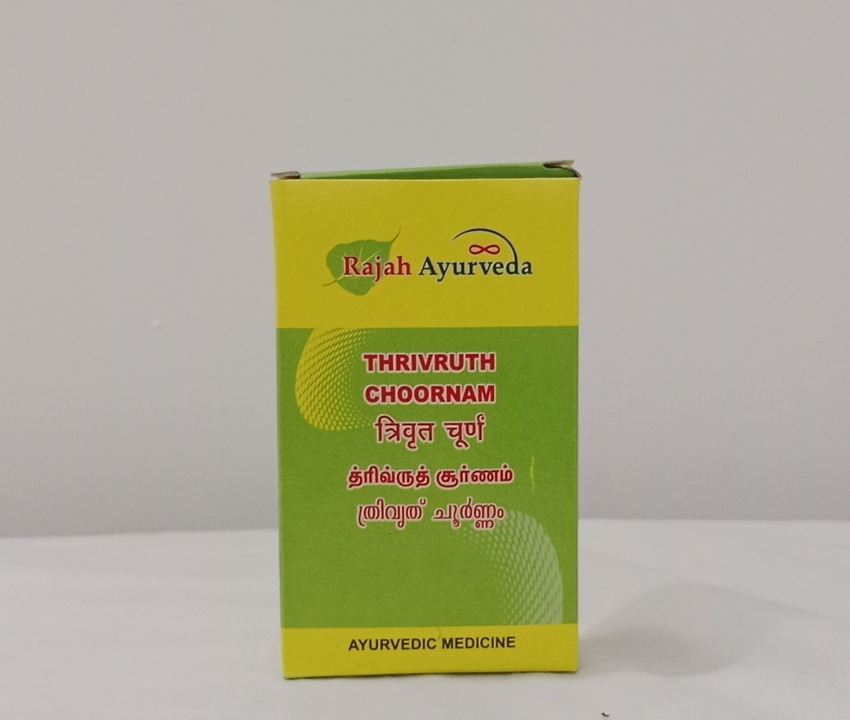 Rajah Ayurveda
THRIVRUTH
CHOORNAM
त्रिवृत चूर्ण
த்ரிவ்ருத் சூர்ணம்
ത്രിവൃത് ചൂർണ്ണം
AYURVEDIC MEDICINE